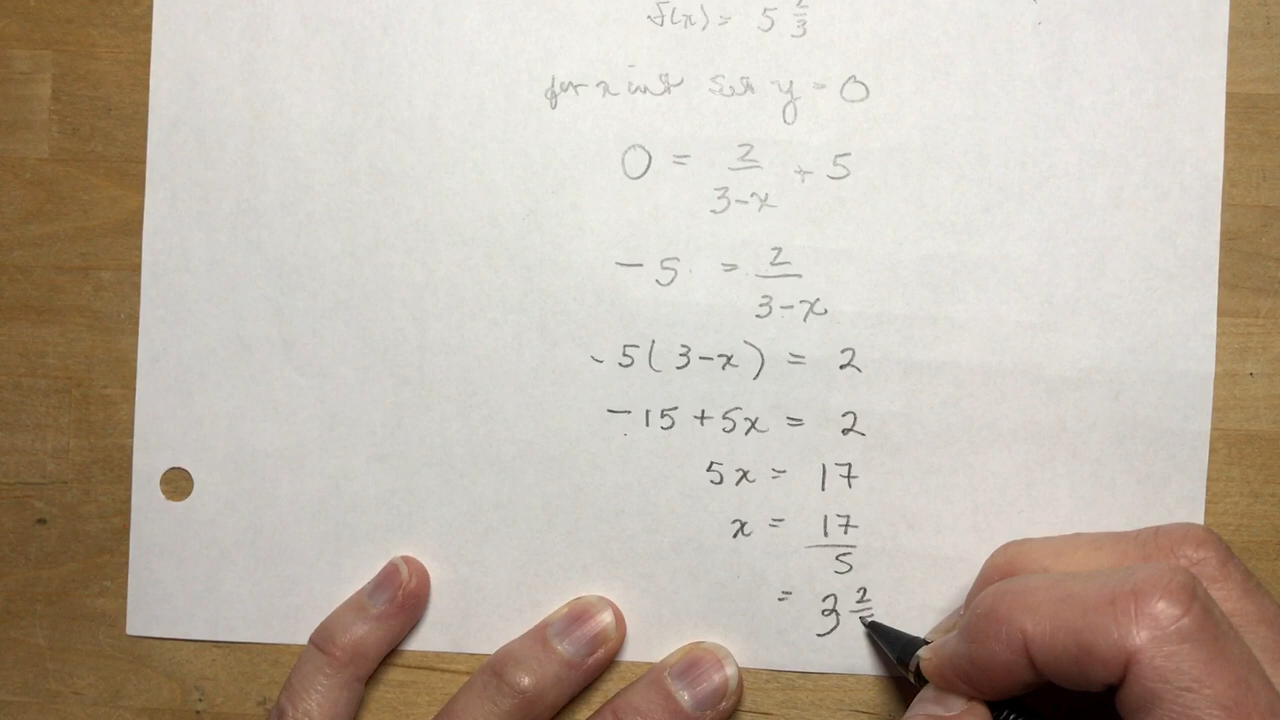 f(x) = 5 2/3
for x int set y = 0
0 = 2/(3-x) + 5
-5 = 2/(3-x)
-5(3-x) = 2
-15 + 5x = 2
5x = 17
x = 17/5
= 3 2/